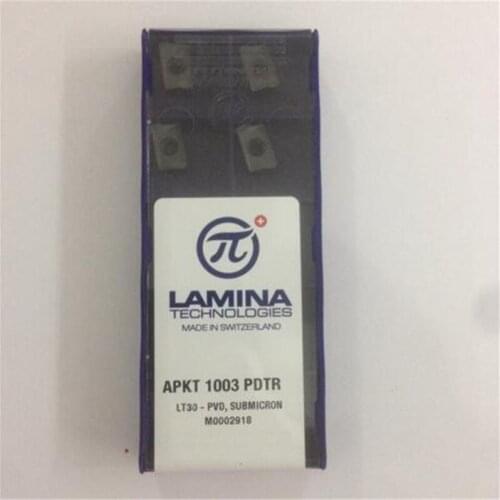 π
LAMINA
TECHNOLOGIES
MADE IN SWITZERLAND
APKT 1003 PDTR
LT30 - PVD, SUBMICRON
M0002918